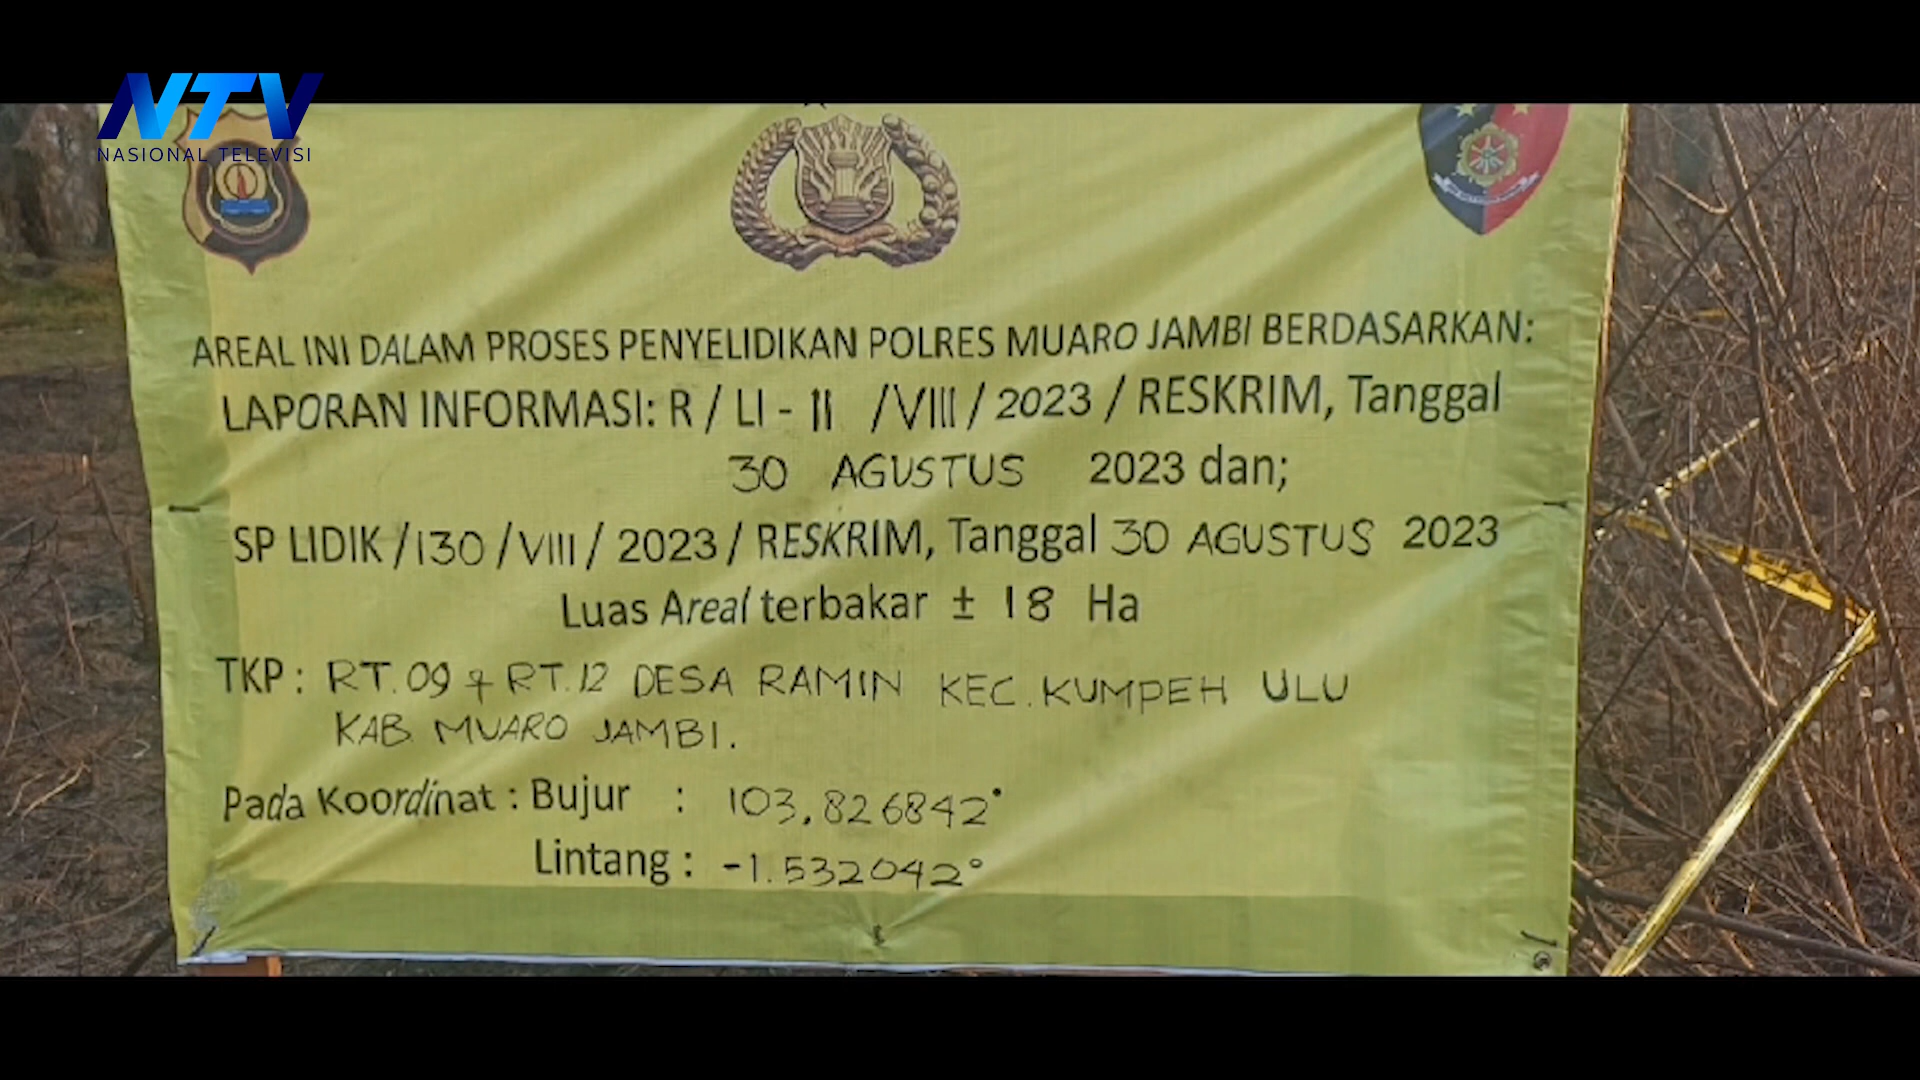 NTV
NASIONAL TELEVISI
AREAL INI DALAM PROSES PENYELIDIKAN POLRES MUARO JAMBI BERDASARKAN:
LAPORAN INFORMASI: R / LI - 11 / VIII / 2023 / RESKRIM, Tanggal
30 AGUSTUS 2023 dan;
SP LIDIK / 130 / VIII / 2023 / RESKRIM, Tanggal 30 AGUSTUS 2023
Luas Areal terbakar ± 18 Ha
TKP : RT. 09 & RT. 12 DESA RAMIN KEC. KUMPEH ULU
KAB MUARO JAMBI.
Pada Koordinat : Bujur : 103,826842°
Lintang : -1.532042°